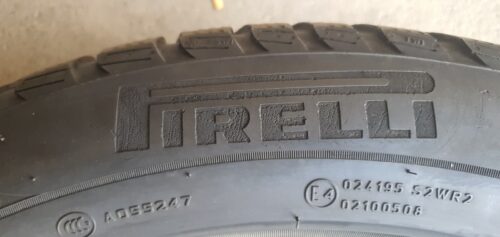 PIRELLI
CCC A055247
E4 024195 S2WR2
02100508